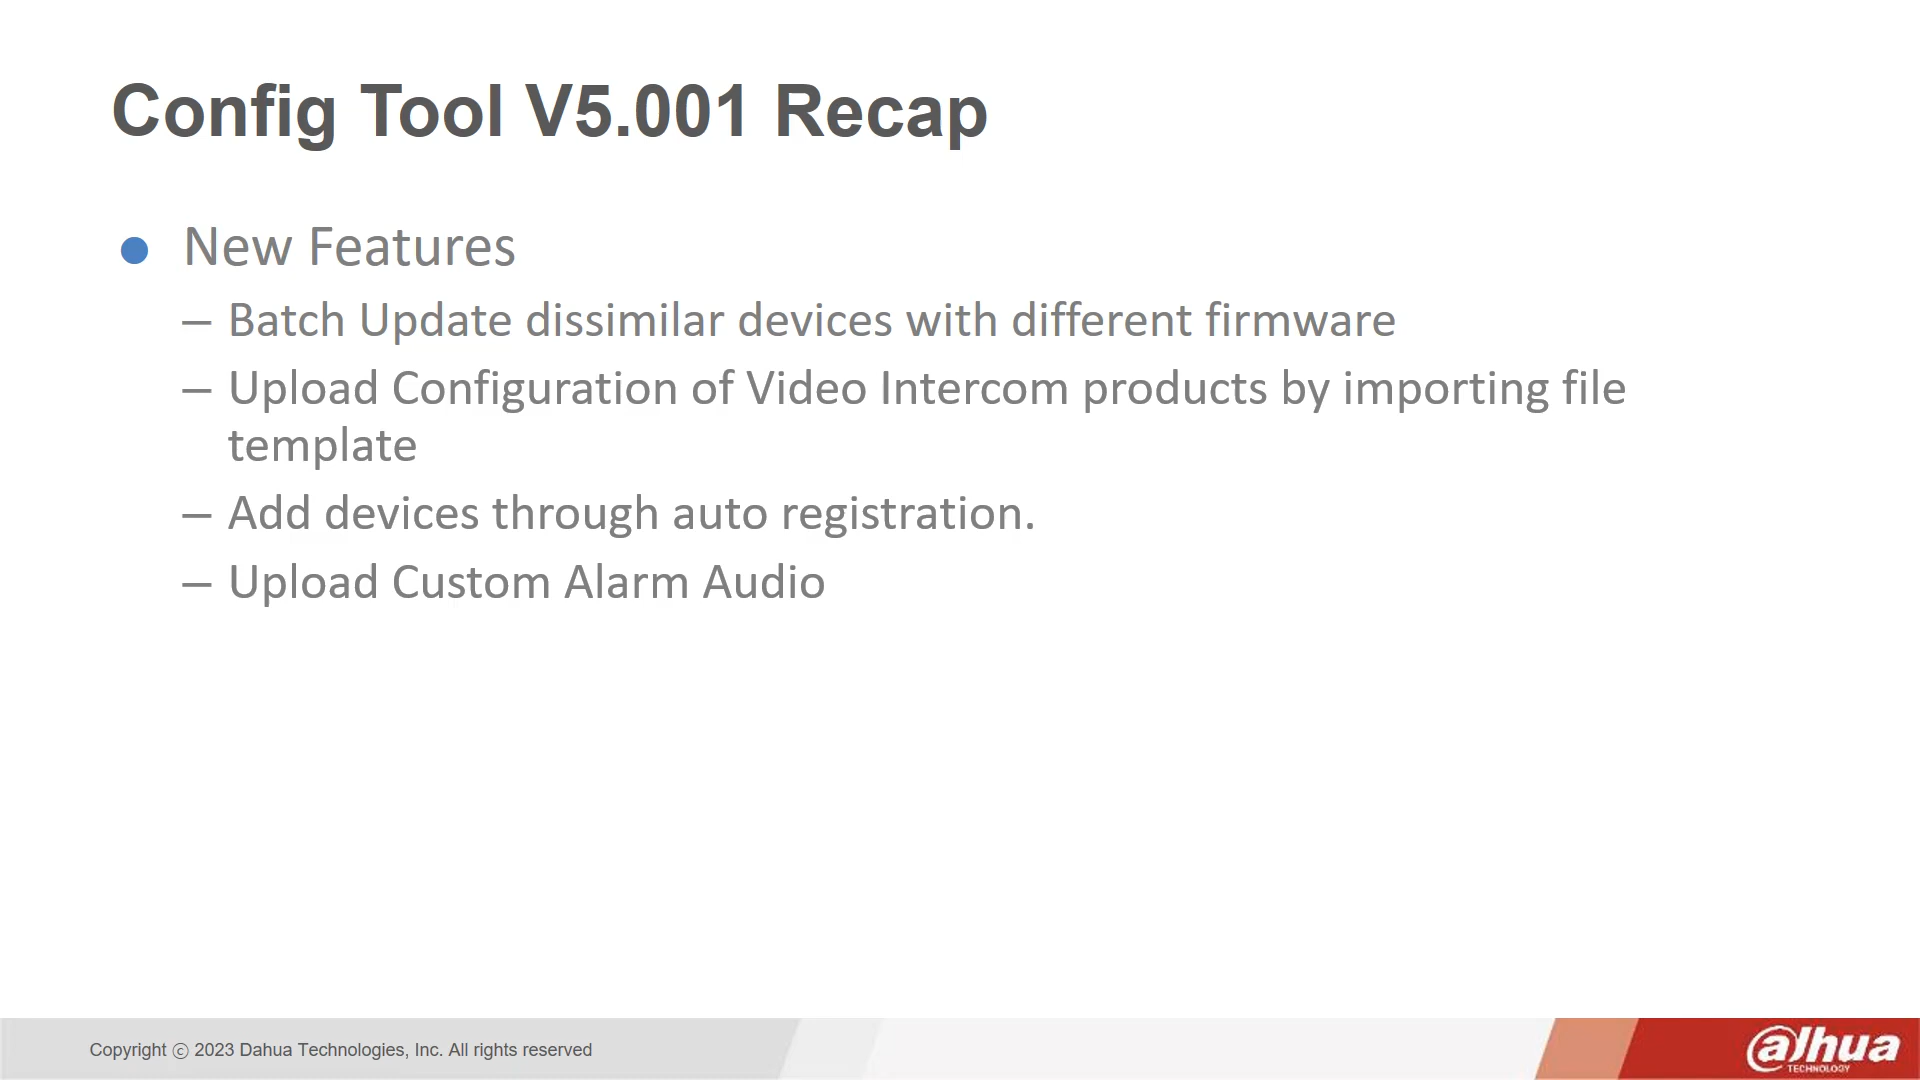 Config Tool V5.001 Recap
● New Features
– Batch Update dissimilar devices with different firmware
– Upload Configuration of Video Intercom products by importing file
template
– Add devices through auto registration.
– Upload Custom Alarm Audio
Copyright ⓒ 2023 Dahua Technologies, Inc. All rights reserved
alhua
TECHNOLOGY